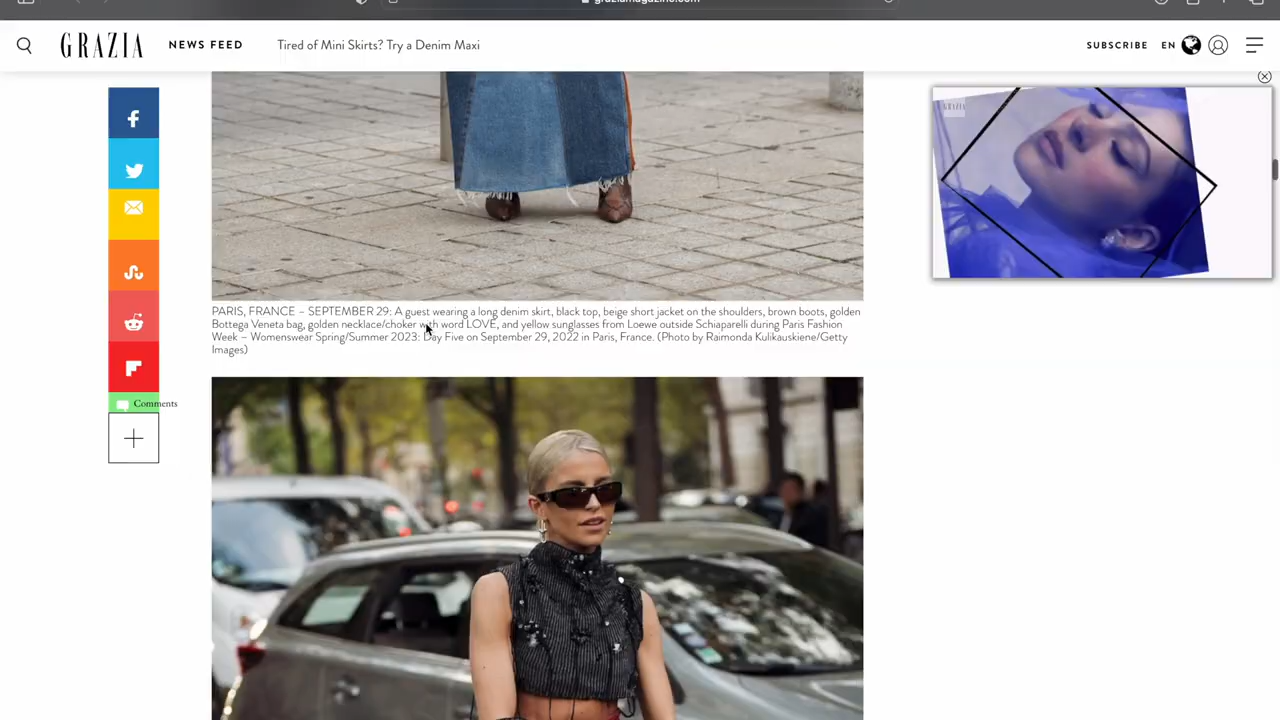 GRAZIA NEWS FEED Tired of Mini Skirts? Try a Denim Maxi SUBSCRIBE EN
GRAZIA
PARIS, FRANCE – SEPTEMBER 29: A guest wearing a long denim skirt, black top, beige short jacket on the shoulders, brown boots, golden
Bottega Veneta bag, golden necklace/choker with word LOVE, and yellow sunglasses from Loewe outside Schiaparelli during Paris Fashion
Week – Womenswear Spring/Summer 2023: Day Five on September 29, 2022 in Paris, France. (Photo by Raimonda Kulikauskiene/Getty
Images)
Comments